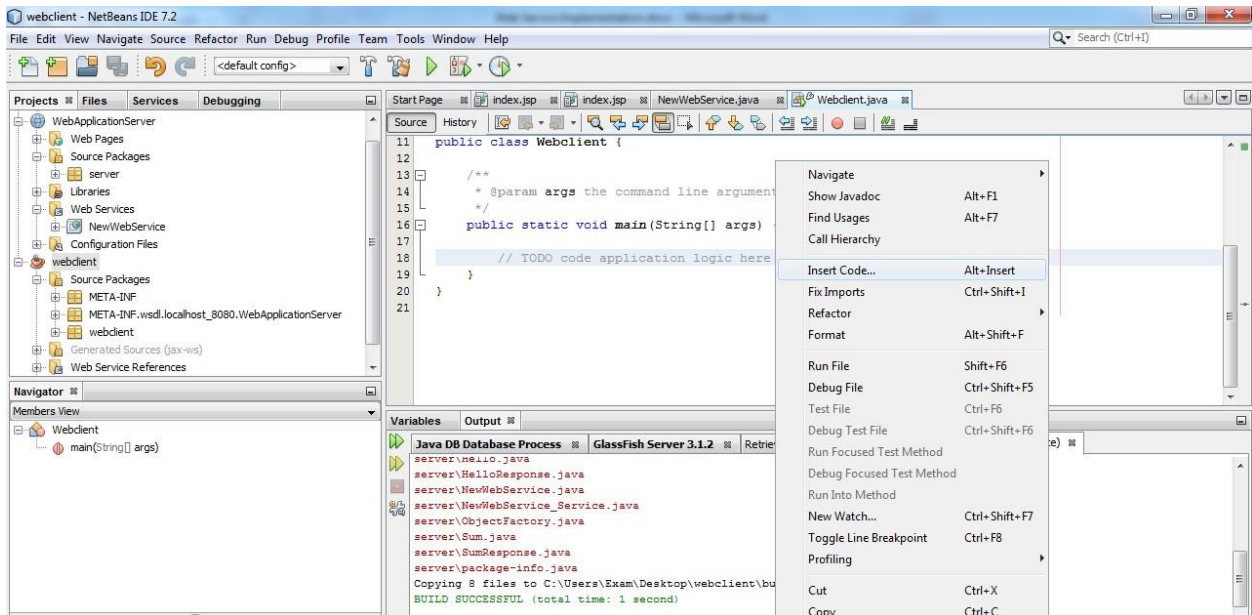 webclient - NetBeans IDE 7.2
File Edit View Navigate Source Refactor Run Debug Profile Team Tools Window Help
Search (Ctrl+I)
<default config>
Projects Files Services Debugging
WebApplicationServer
Web Pages
Source Packages
server
Libraries
Web Services
NewWebService
Configuration Files
webclient
Source Packages
META-INF
META-INF.wsdl.localhost_8080.WebApplicationServer
webclient
Generated Sources (jax-ws)
Web Service References
Navigator
Members View
Webclient
main(String[] args)
Start Page index.jsp index.jsp NewWebService.java Webclient.java
Source History
11 public class Webclient {
12
13 /**
14 * @param args the command line argument
15 */
16 public static void main(String[] args)
17
18 // TODO code application logic here
19 }
20 }
21
Navigate
Show Javadoc Alt+F1
Find Usages Alt+F7
Call Hierarchy
Insert Code... Alt+Insert
Fix Imports Ctrl+Shift+I
Refactor
Format Alt+Shift+F
Run File Shift+F6
Debug File Ctrl+Shift+F5
Test File Ctrl+F6
Debug Test File Ctrl+Shift+F6
Run Focused Test Method
Debug Focused Test Method
Run Into Method
New Watch... Ctrl+Shift+F7
Toggle Line Breakpoint Ctrl+F8
Profiling
Cut Ctrl+X
Copy Ctrl+C
Variables Output
Java DB Database Process GlassFish Server 3.1.2 Retrie e)
server\Hello.java
server\HelloResponse.java
server\NewWebService.java
server\NewWebService_Service.java
server\ObjectFactory.java
server\Sum.java
server\SumResponse.java
server\package-info.java
Copying 8 files to C:\Users\Exam\Desktop\webclient\bu
BUILD SUCCESSFUL (total time: 1 second)